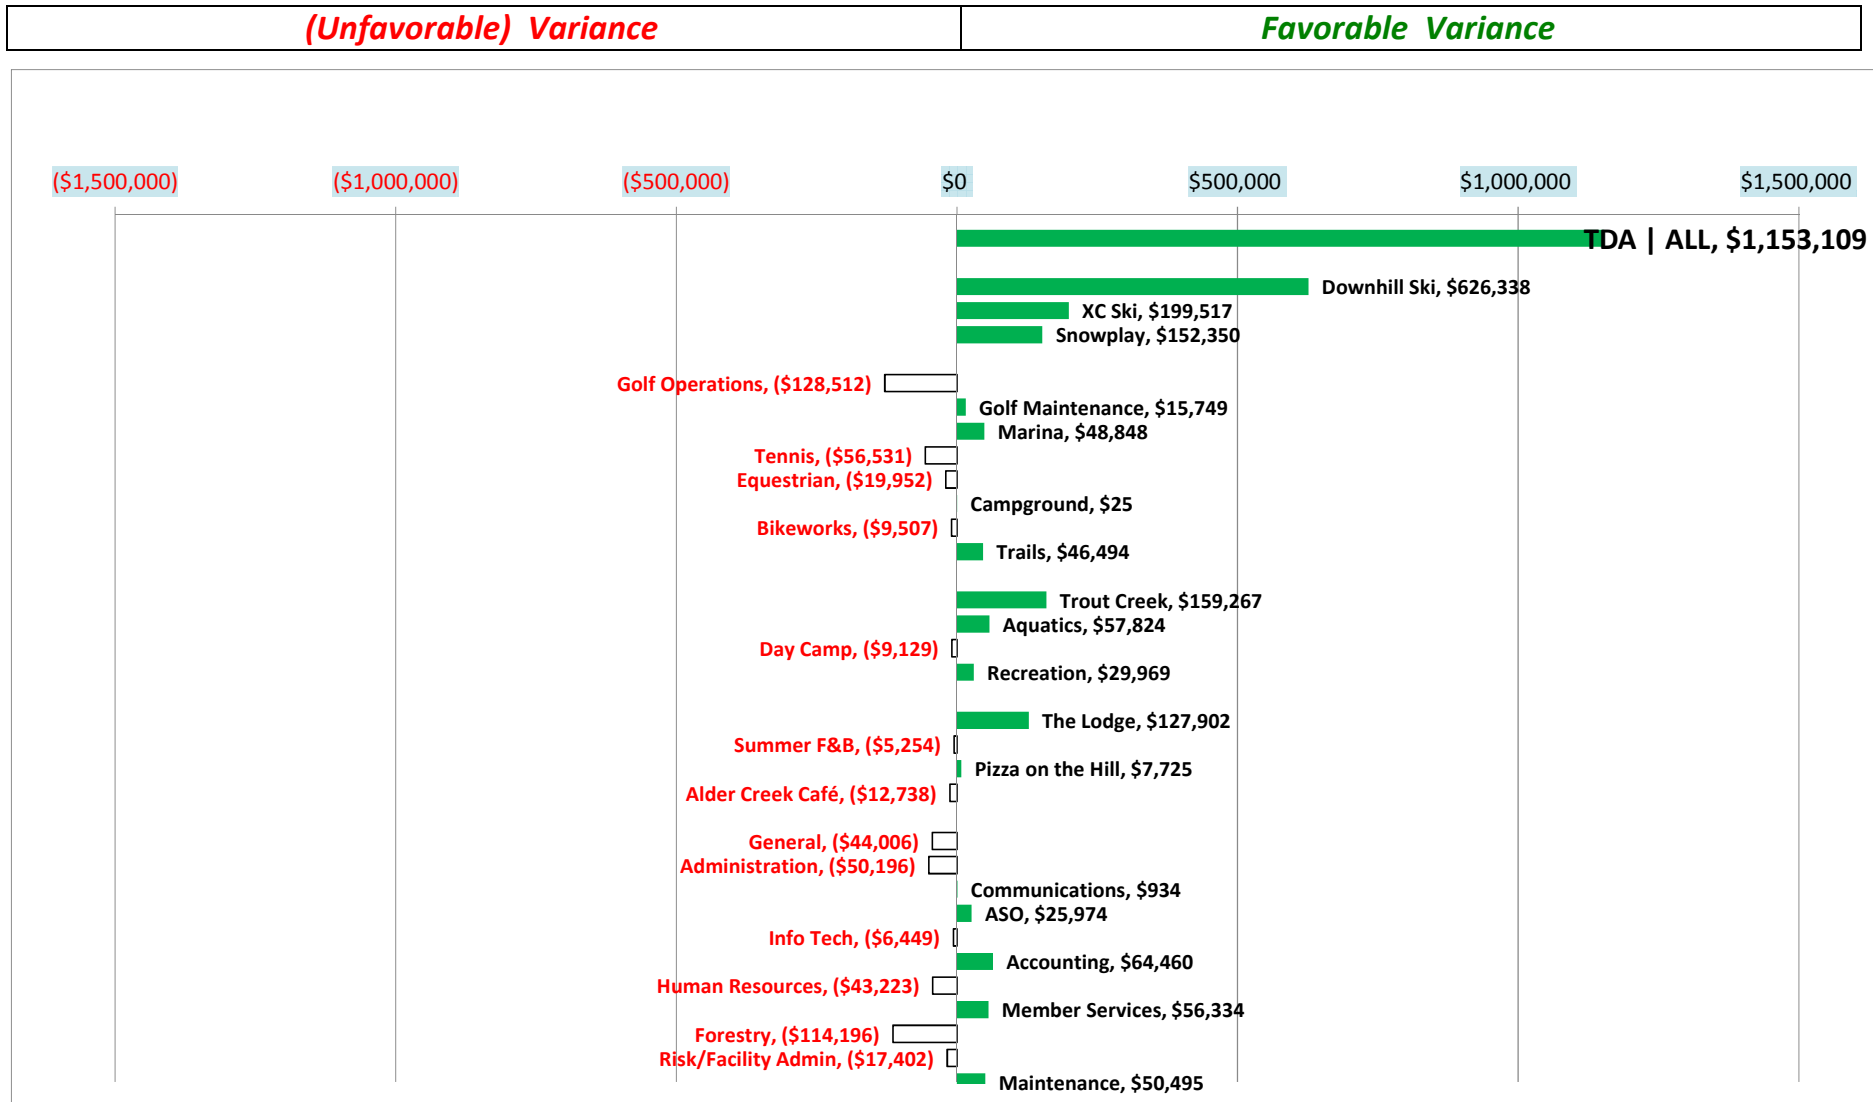 (Unfavorable) Variance
Favorable Variance
($1,500,000) ($1,000,000) ($500,000) $0 $500,000 $1,000,000 $1,500,000
TDA | ALL, $1,153,109
Downhill Ski, $626,338
XC Ski, $199,517
Snowplay, $152,350
Golf Operations, ($128,512)
Golf Maintenance, $15,749
Marina, $48,848
Tennis, ($56,531)
Equestrian, ($19,952)
Campground, $25
Bikeworks, ($9,507)
Trails, $46,494
Trout Creek, $159,267
Aquatics, $57,824
Day Camp, ($9,129)
Recreation, $29,969
The Lodge, $127,902
Summer F&B, ($5,254)
Pizza on the Hill, $7,725
Alder Creek Café, ($12,738)
General, ($44,006)
Administration, ($50,196)
Communications, $934
ASO, $25,974
Info Tech, ($6,449)
Accounting, $64,460
Human Resources, ($43,223)
Member Services, $56,334
Forestry, ($114,196)
Risk/Facility Admin, ($17,402)
Maintenance, $50,495